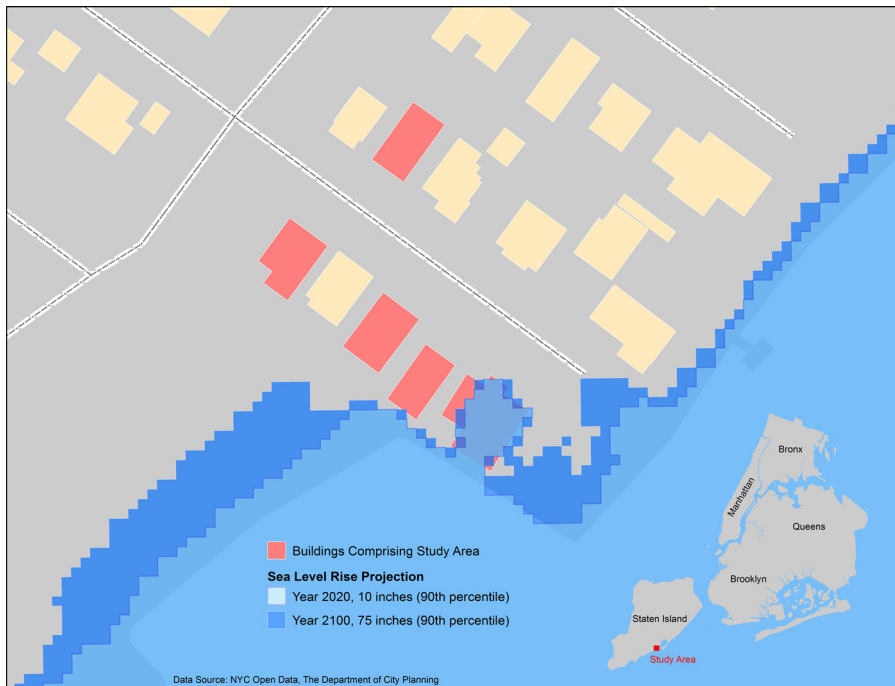 Buildings Comprising Study Area
Sea Level Rise Projection
Year 2020, 10 inches (90th percentile)
Year 2100, 75 inches (90th percentile)
Data Source: NYC Open Data, The Department of City Planning
Bronx
Manhattan
Queens
Brooklyn
Staten Island
Study Area